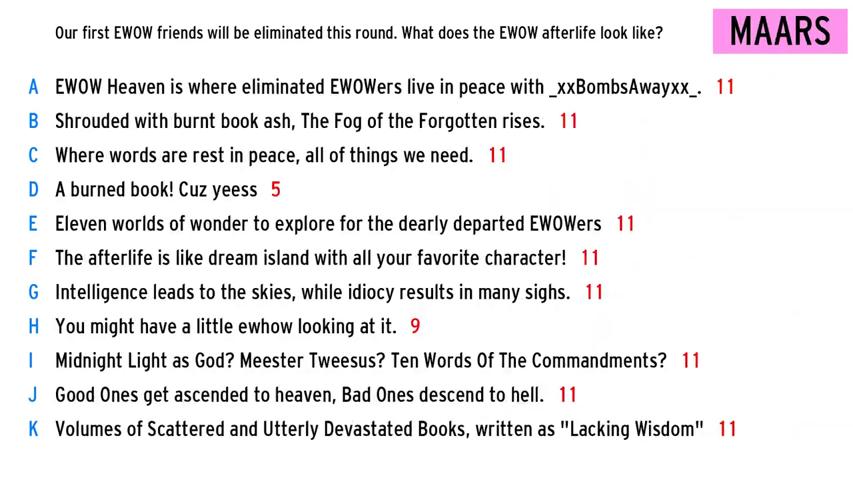 Our first EWOW friends will be eliminated this round. What does the EWOW afterlife look like?
MAARS
A EWOW Heaven is where eliminated EWOWers live in peace with _xxBombsAwayxx_. 11
B Shrouded with burnt book ash, The Fog of the Forgotten rises. 11
C Where words are rest in peace, all of things we need. 11
D A burned book! Cuz yeess 5
E Eleven worlds of wonder to explore for the dearly departed EWOWers 11
F The afterlife is like dream island with all your favorite character! 11
G Intelligence leads to the skies, while idiocy results in many sighs. 11
H You might have a little ewhow looking at it. 9
I Midnight Light as God? Meester Tweesus? Ten Words Of The Commandments? 11
J Good Ones get ascended to heaven, Bad Ones descend to hell. 11
K Volumes of Scattered and Utterly Devastated Books, written as "Lacking Wisdom" 11